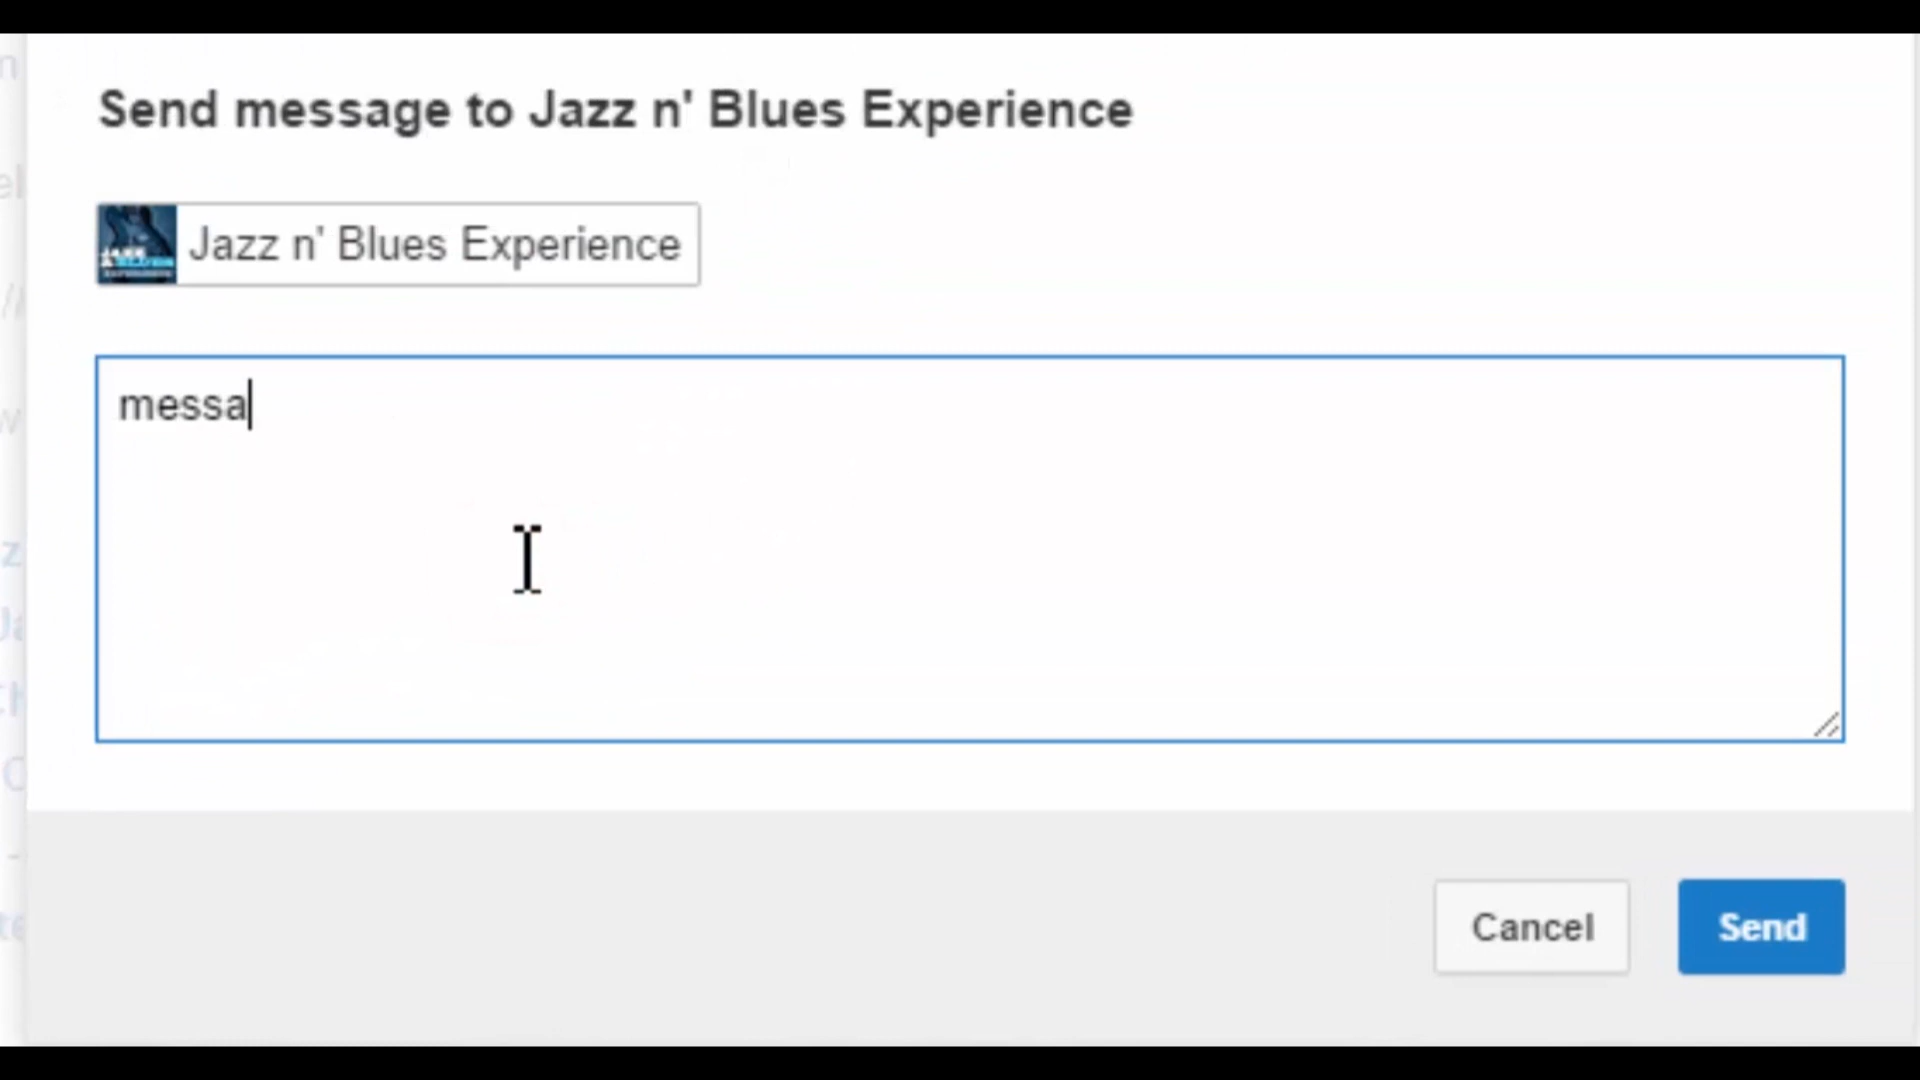 Send message to Jazz n' Blues Experience
Jazz n' Blues Experience
messa
Cancel
Send